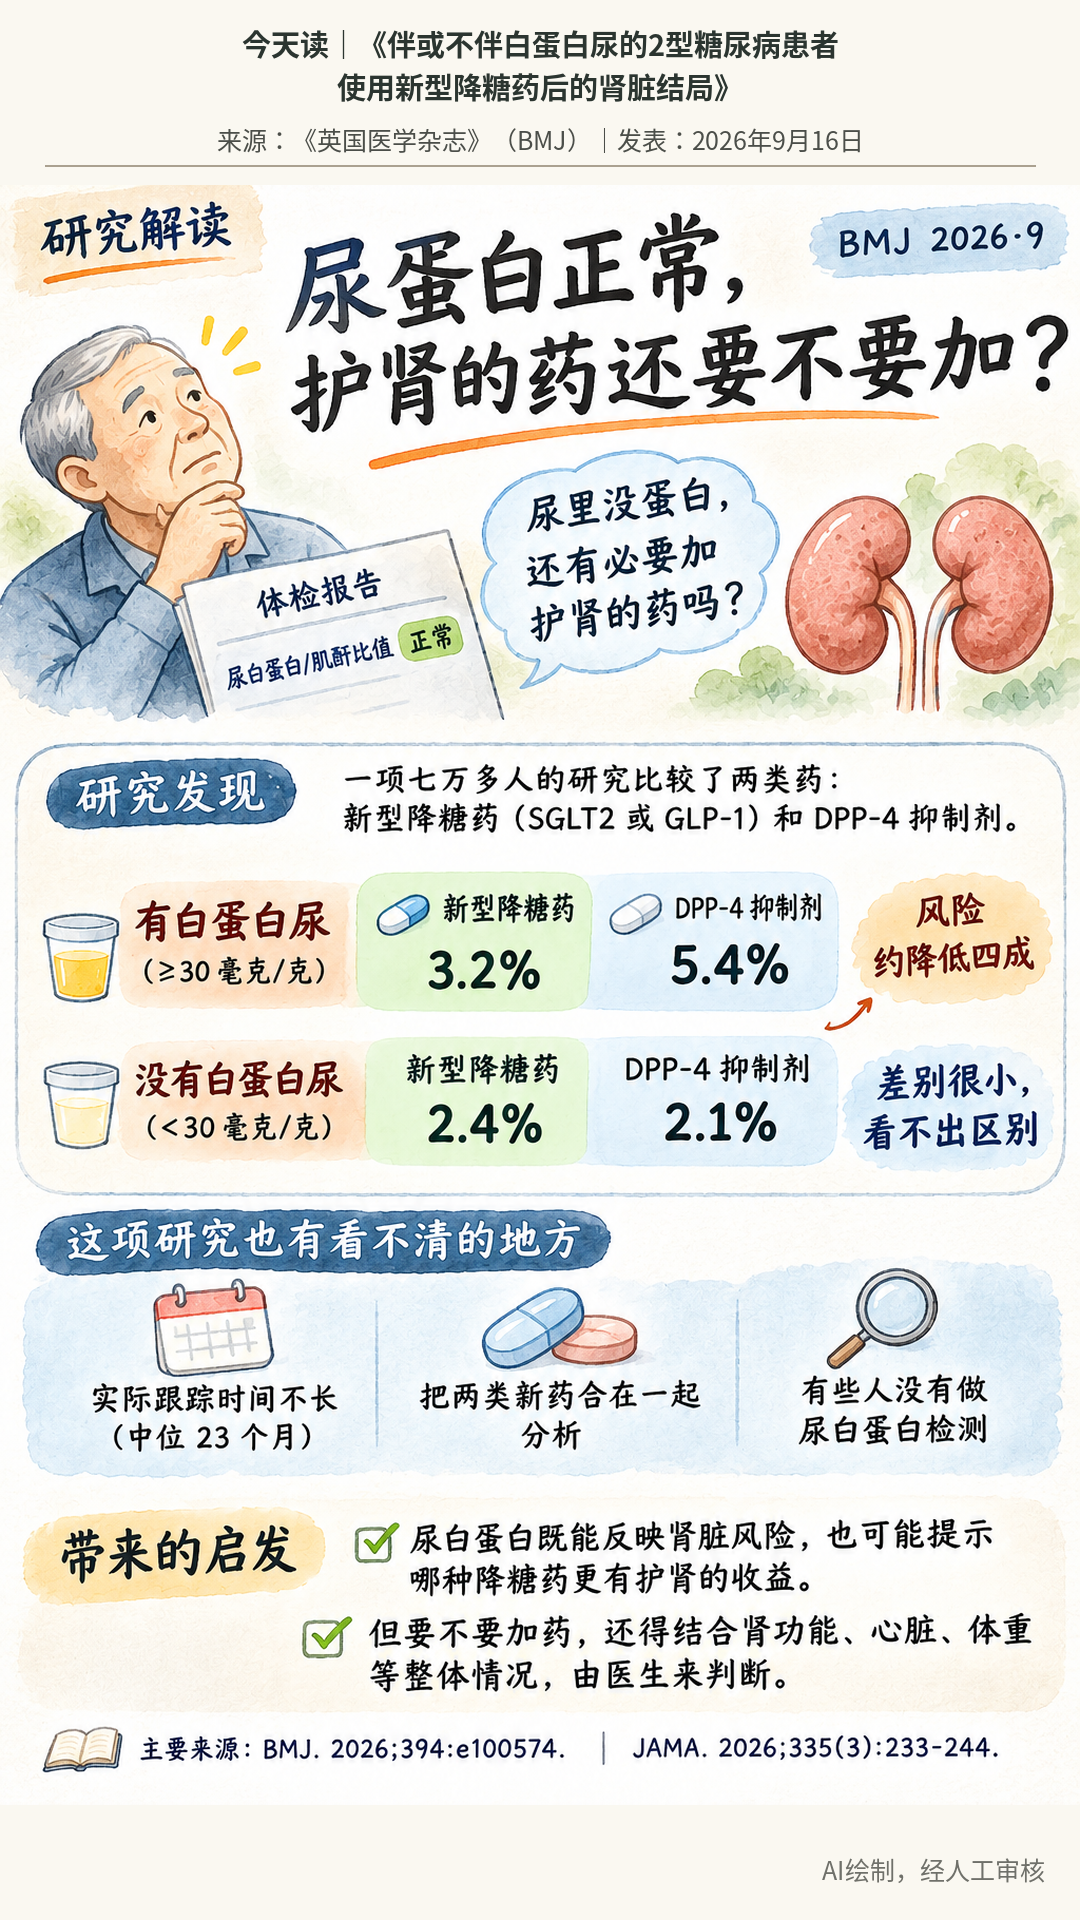 今天读｜《伴或不伴白蛋白尿的2型糖尿病患者
使用新型降糖药后的肾脏结局》
来源：《英国医学杂志》（BMJ）｜发表：2026年9月16日
研究解读
BMJ 2026·9
尿蛋白正常，
护肾的药还要不要加？
尿里没蛋白，
还有必要加
护肾的药吗？
体检报告
尿白蛋白/肌酐比值 正常
研究发现
一项七万多人的研究比较了两类药：
新型降糖药（SGLT2 或 GLP-1）和 DPP-4 抑制剂。
有白蛋白尿
（≥30 毫克/克）
新型降糖药
3.2%
DPP-4 抑制剂
5.4%
风险
约降低四成
没有白蛋白尿
（<30 毫克/克）
新型降糖药
2.4%
DPP-4 抑制剂
2.1%
差别很小，
看不出区别
这项研究也有看不清的地方
实际跟踪时间不长
（中位 23 个月）
把两类新药合在一起
分析
有些人没有做
尿白蛋白检测
带来的启发
尿白蛋白既能反映肾脏风险，也可能提示
哪种降糖药更有护肾的收益。
但要不要加药，还得结合肾功能、心脏、体重
等整体情况，由医生来判断。
主要来源：BMJ. 2026;394:e100574. ｜ JAMA. 2026;335(3):233-244.
AI绘制，经人工审核